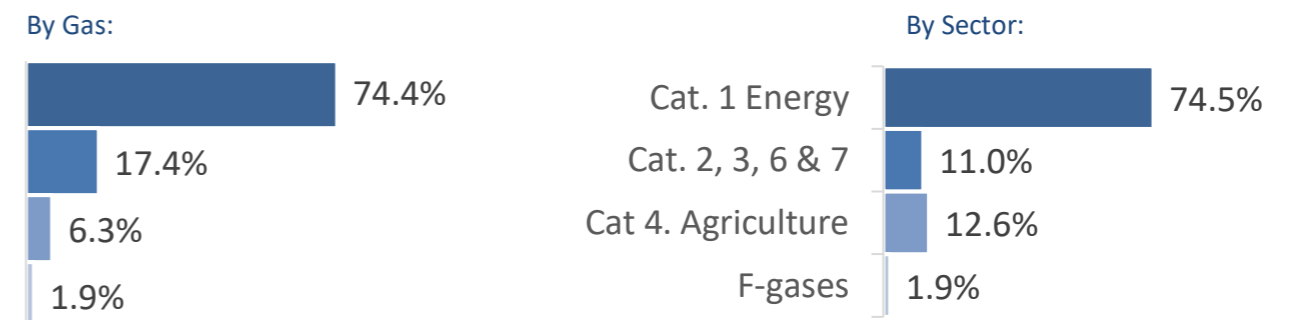 By Gas:
74.4%
17.4%
6.3%
1.9%
By Sector:
Cat. 1 Energy 74.5%
Cat. 2, 3, 6 & 7 11.0%
Cat 4. Agriculture 12.6%
F-gases 1.9%